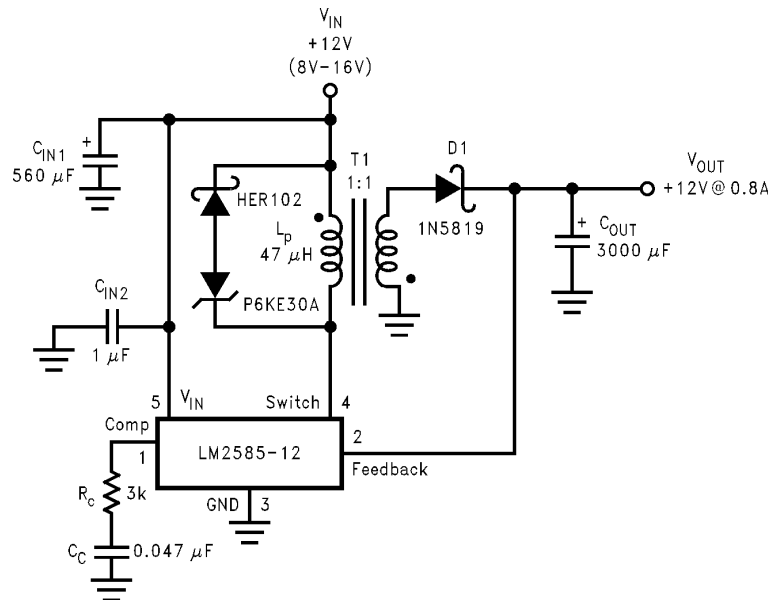 V_IN
+12V
(8V-16V)
C_IN1
+
560 μF
HER102
T1
1:1
D1
1N5819
V_OUT
+12V@ 0.8A
L_p
47 μH
+
C_OUT
3000 μF
C_IN2
1 μF
P6KE30A
5
V_IN
Switch
4
Comp
1
LM2585-12
2
Feedback
R_c
3k
GND
3
C_C
0.047 μF